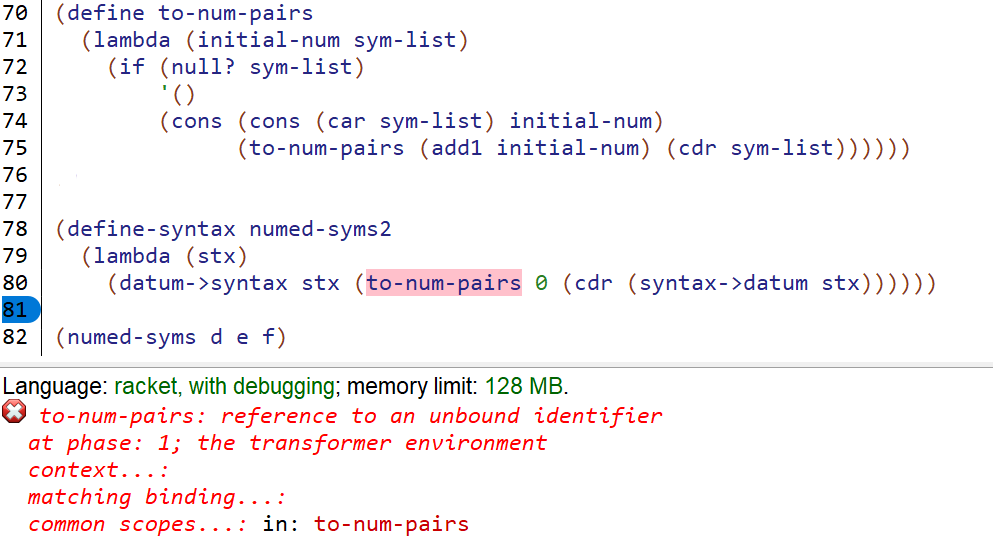 70 (define to-num-pairs
71   (lambda (initial-num sym-list)
72     (if (null? sym-list)
73         '()
74         (cons (cons (car sym-list) initial-num)
75               (to-num-pairs (add1 initial-num) (cdr sym-list))))))
76
77
78 (define-syntax numed-syms2
79   (lambda (stx)
80     (datum->syntax stx (to-num-pairs 0 (cdr (syntax->datum stx))))))
81
82 (numed-syms d e f)
Language: racket, with debugging; memory limit: 128 MB.
to-num-pairs: reference to an unbound identifier
at phase: 1; the transformer environment
context...:
matching binding...:
common scopes...: in: to-num-pairs